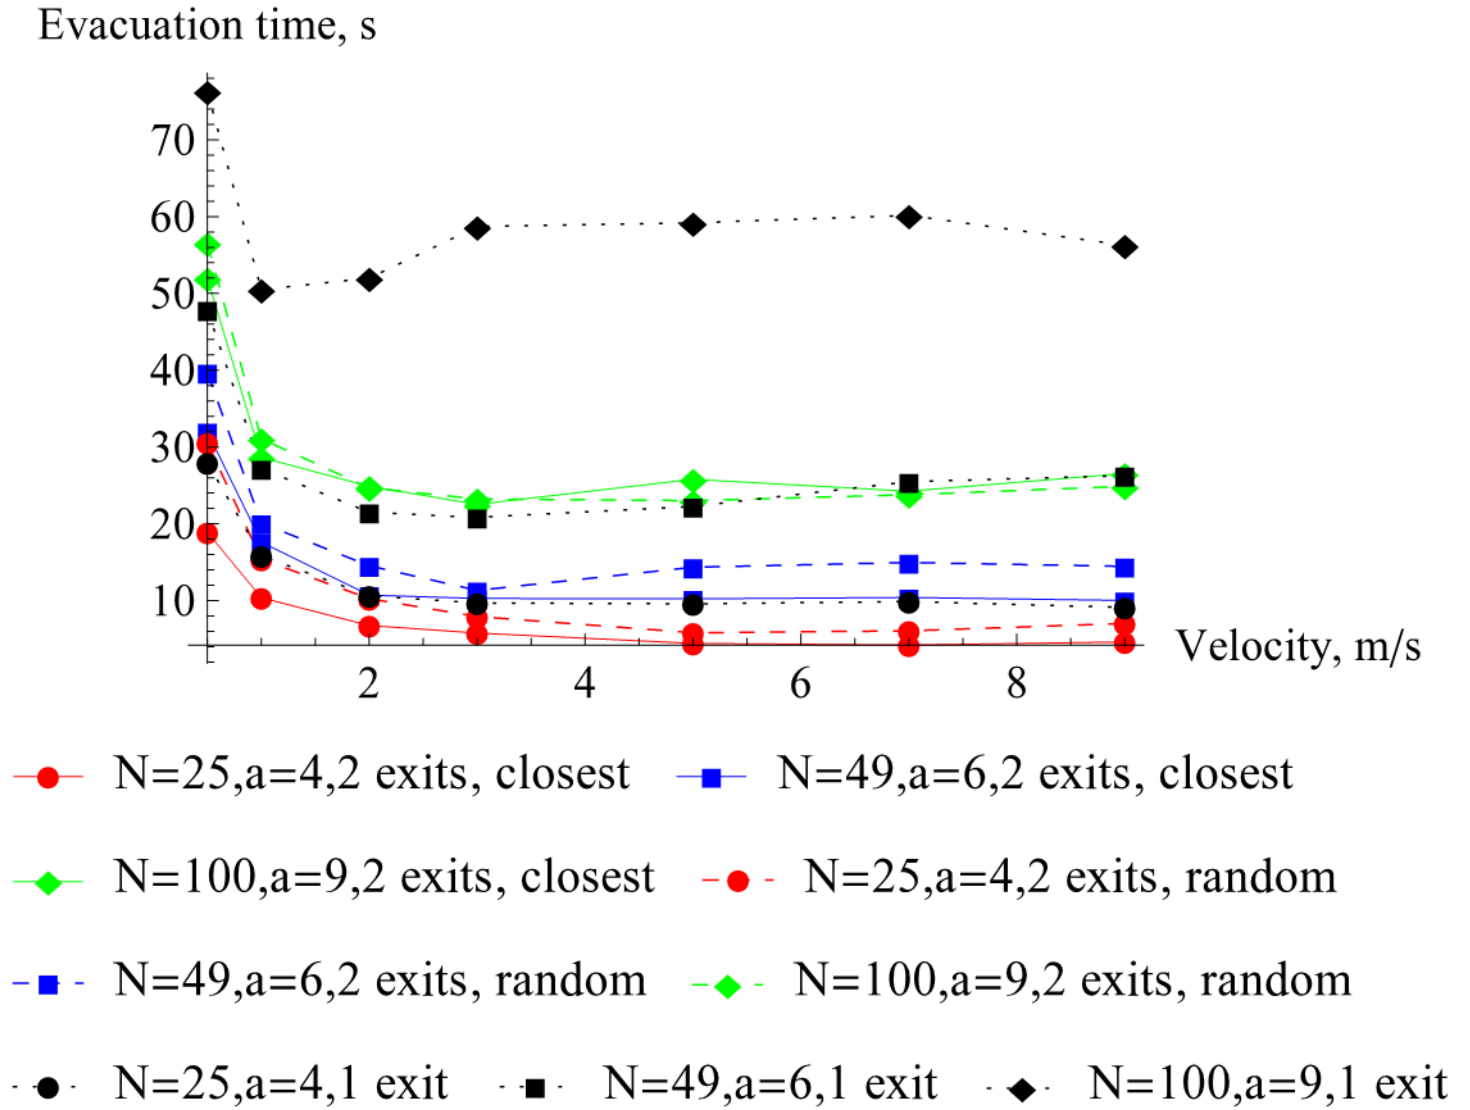 Evacuation time, s
70
60
50
40
30
20
10
2 4 6 8
Velocity, m/s
N=25,a=4,2 exits, closest N=49,a=6,2 exits, closest
N=100,a=9,2 exits, closest N=25,a=4,2 exits, random
N=49,a=6,2 exits, random N=100,a=9,2 exits, random
N=25,a=4,1 exit N=49,a=6,1 exit N=100,a=9,1 exit